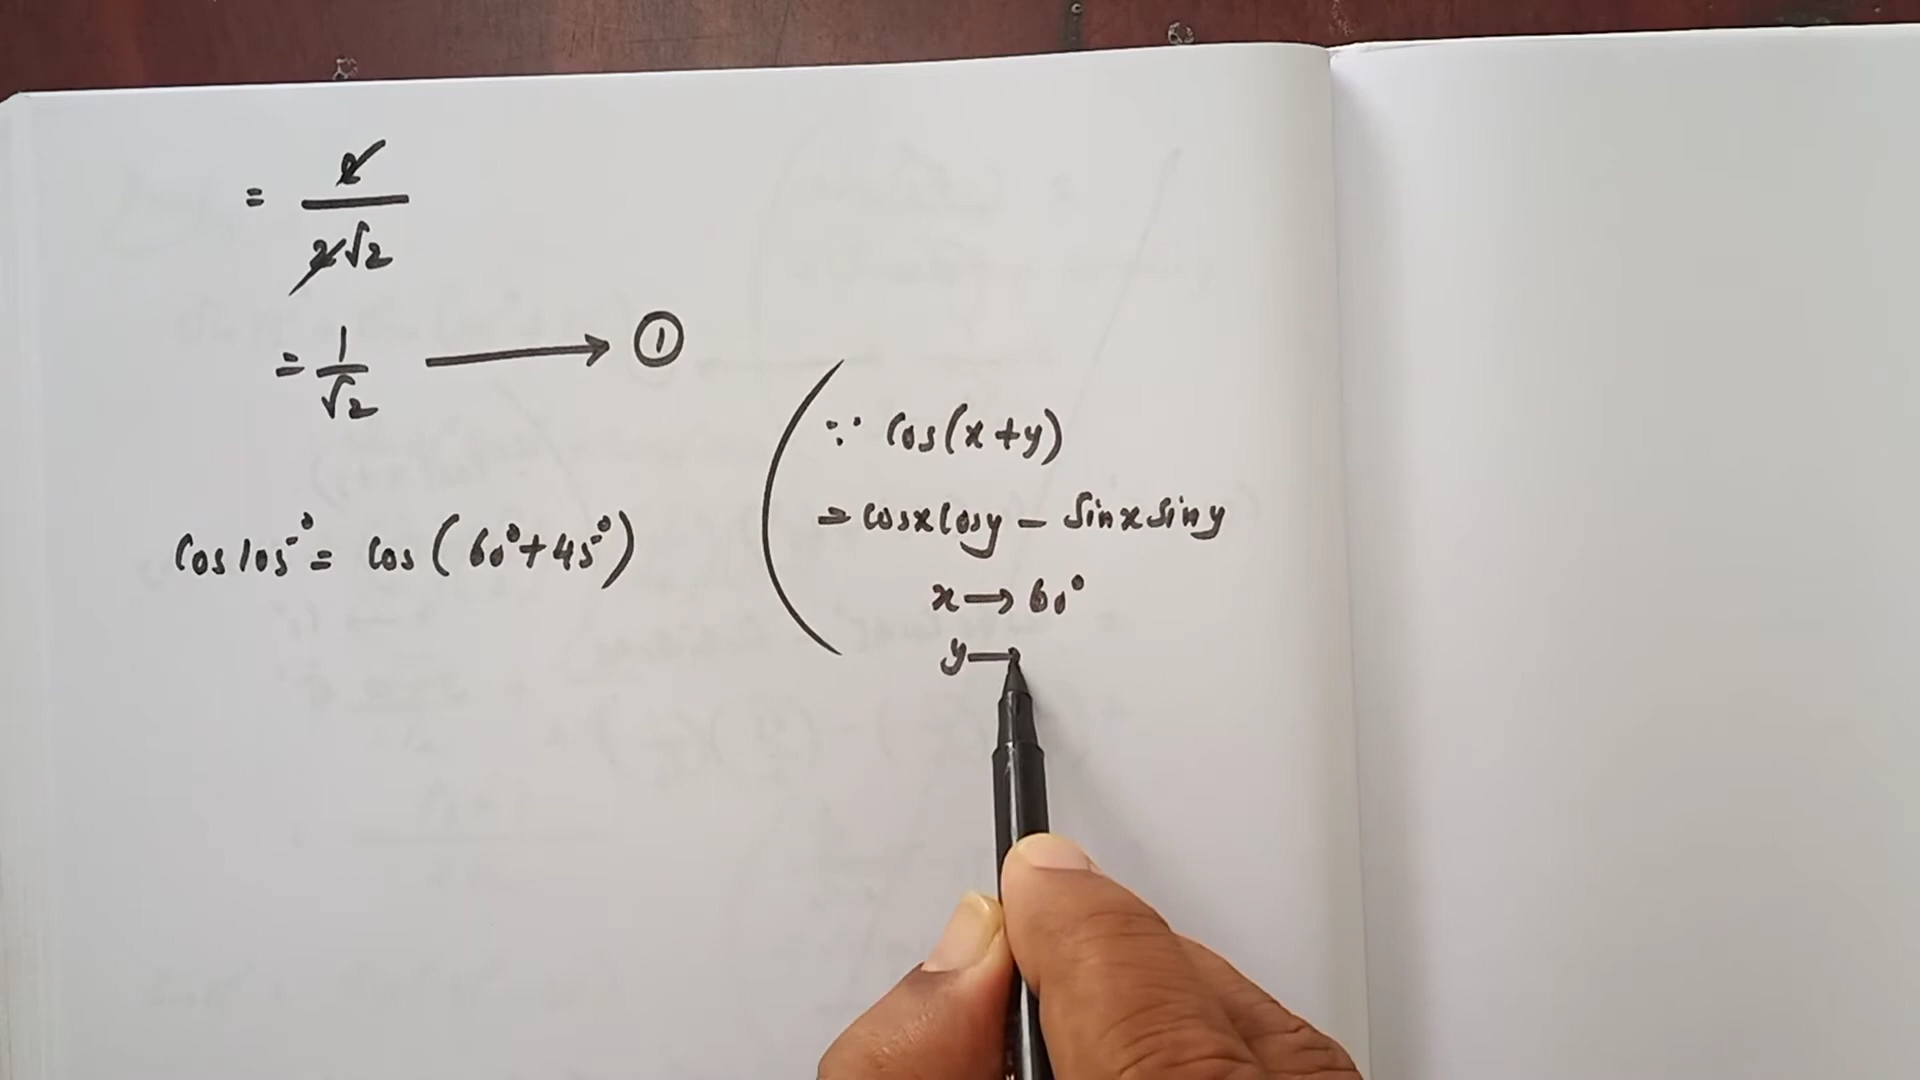 = 2/2√2
= 1/√2 ⟶ ①
∵ Cos(x+y)
= cosx cosy - Sinx Siny
Cos 105° = Cos (60°+45°)
x → 60°
y →